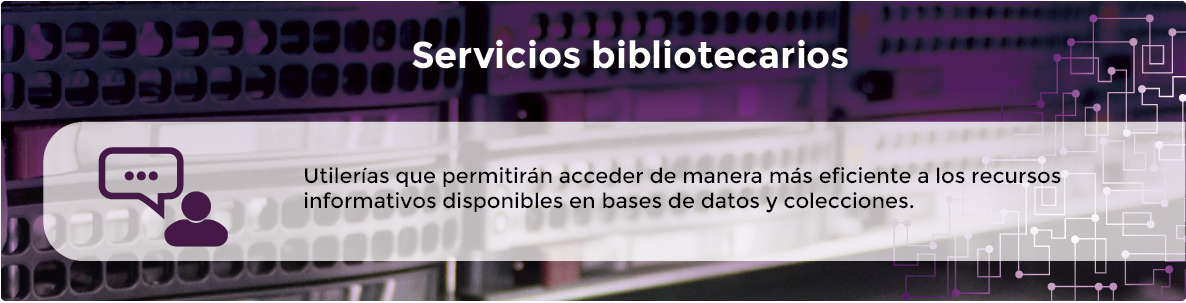 Servicios bibliotecarios
Utilerías que permitirán acceder de manera más eficiente a los recursos
informativos disponibles en bases de datos y colecciones.